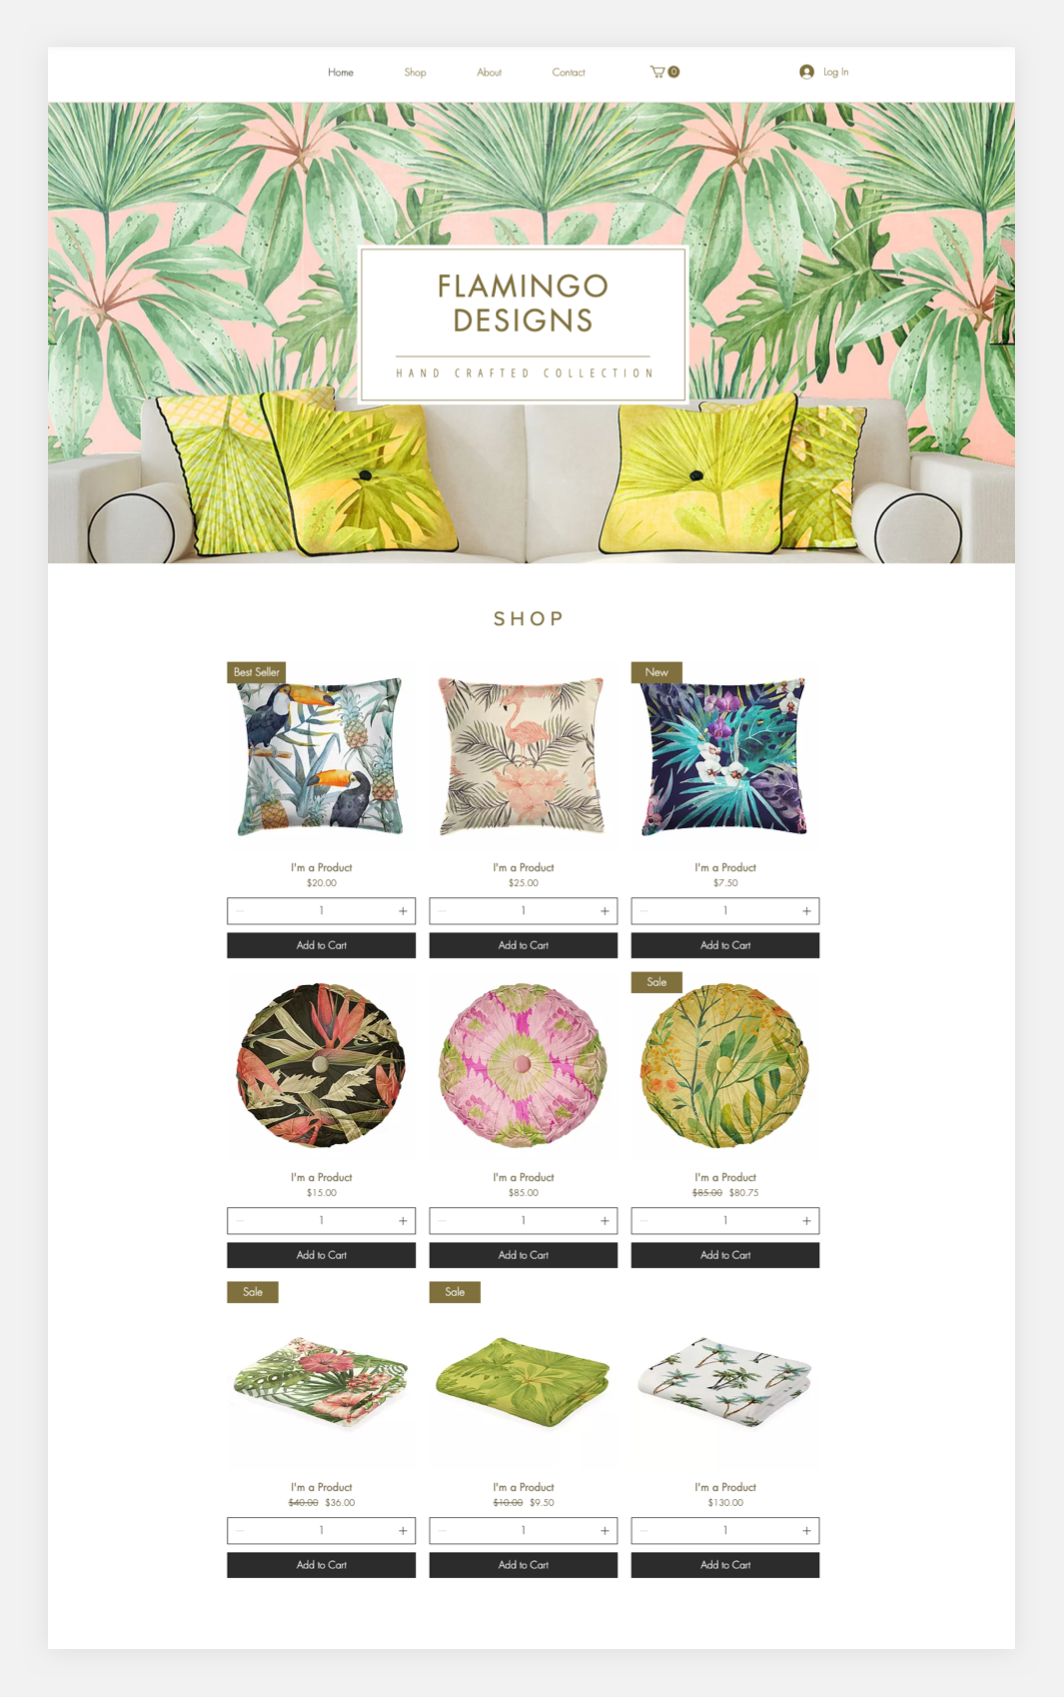 Home Shop About Contact 0 Log In
FLAMINGO
DESIGNS
HAND CRAFTED COLLECTION
SHOP
Best Seller
New
I'm a Product I'm a Product I'm a Product
$20.00 $25.00 $7.50
1 1 1
Add to Cart Add to Cart Add to Cart
Sale
I'm a Product I'm a Product I'm a Product
$15.00 $85.00 $85.00 $80.75
1 1 1
Add to Cart Add to Cart Add to Cart
Sale Sale
I'm a Product I'm a Product I'm a Product
$40.00 $36.00 $10.00 $9.50 $130.00
1 1 1
Add to Cart Add to Cart Add to Cart